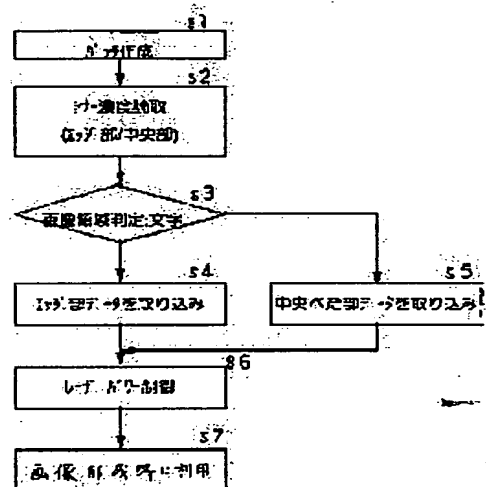 s1
パッチ作成
s2
トナー濃度読取
(エッジ部/中央部)
s3
画像領域判定:文字
s4
エッジ部データを取り込み
s5
中央べた部データを取り込み
s6
レーザーパワー制御
s7
画像形成時に利用